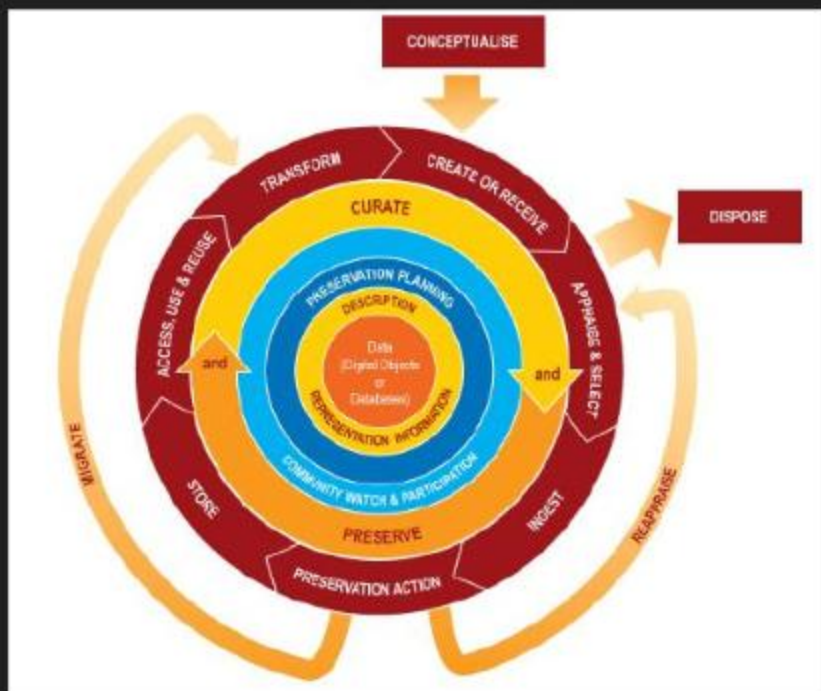 CONCEPTUALISE
DISPOSE
TRANSFORM
CREATE OR RECEIVE
APPRAISE & SELECT
INGEST
PRESERVATION ACTION
STORE
ACCESS, USE & REUSE
CURATE
and
PRESERVE
and
COMMUNITY WATCH & PARTICIPATION
PRESERVATION PLANNING
DESCRIPTION
REPRESENTATION INFORMATION
Data
(Digital Objects
or
Databases)
MIGRATE
REAPPRAISE